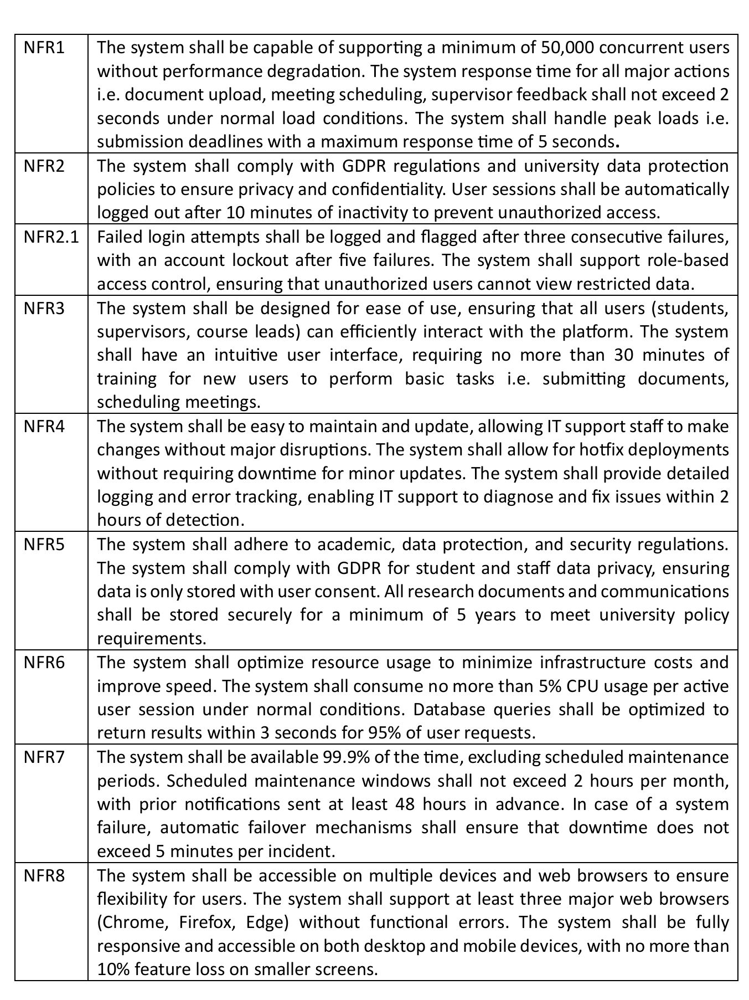 NFR1 The system shall be capable of supporting a minimum of 50,000 concurrent users
without performance degradation. The system response time for all major actions
i.e. document upload, meeting scheduling, supervisor feedback shall not exceed 2
seconds under normal load conditions. The system shall handle peak loads i.e.
submission deadlines with a maximum response time of 5 seconds.
NFR2 The system shall comply with GDPR regulations and university data protection
policies to ensure privacy and confidentiality. User sessions shall be automatically
logged out after 10 minutes of inactivity to prevent unauthorized access.
NFR2.1 Failed login attempts shall be logged and flagged after three consecutive failures,
with an account lockout after five failures. The system shall support role-based
access control, ensuring that unauthorized users cannot view restricted data.
NFR3 The system shall be designed for ease of use, ensuring that all users (students,
supervisors, course leads) can efficiently interact with the platform. The system
shall have an intuitive user interface, requiring no more than 30 minutes of
training for new users to perform basic tasks i.e. submitting documents,
scheduling meetings.
NFR4 The system shall be easy to maintain and update, allowing IT support staff to make
changes without major disruptions. The system shall allow for hotfix deployments
without requiring downtime for minor updates. The system shall provide detailed
logging and error tracking, enabling IT support to diagnose and fix issues within 2
hours of detection.
NFR5 The system shall adhere to academic, data protection, and security regulations.
The system shall comply with GDPR for student and staff data privacy, ensuring
data is only stored with user consent. All research documents and communications
shall be stored securely for a minimum of 5 years to meet university policy
requirements.
NFR6 The system shall optimize resource usage to minimize infrastructure costs and
improve speed. The system shall consume no more than 5% CPU usage per active
user session under normal conditions. Database queries shall be optimized to
return results within 3 seconds for 95% of user requests.
NFR7 The system shall be available 99.9% of the time, excluding scheduled maintenance
periods. Scheduled maintenance windows shall not exceed 2 hours per month,
with prior notifications sent at least 48 hours in advance. In case of a system
failure, automatic failover mechanisms shall ensure that downtime does not
exceed 5 minutes per incident.
NFR8 The system shall be accessible on multiple devices and web browsers to ensure
flexibility for users. The system shall support at least three major web browsers
(Chrome, Firefox, Edge) without functional errors. The system shall be fully
responsive and accessible on both desktop and mobile devices, with no more than
10% feature loss on smaller screens.